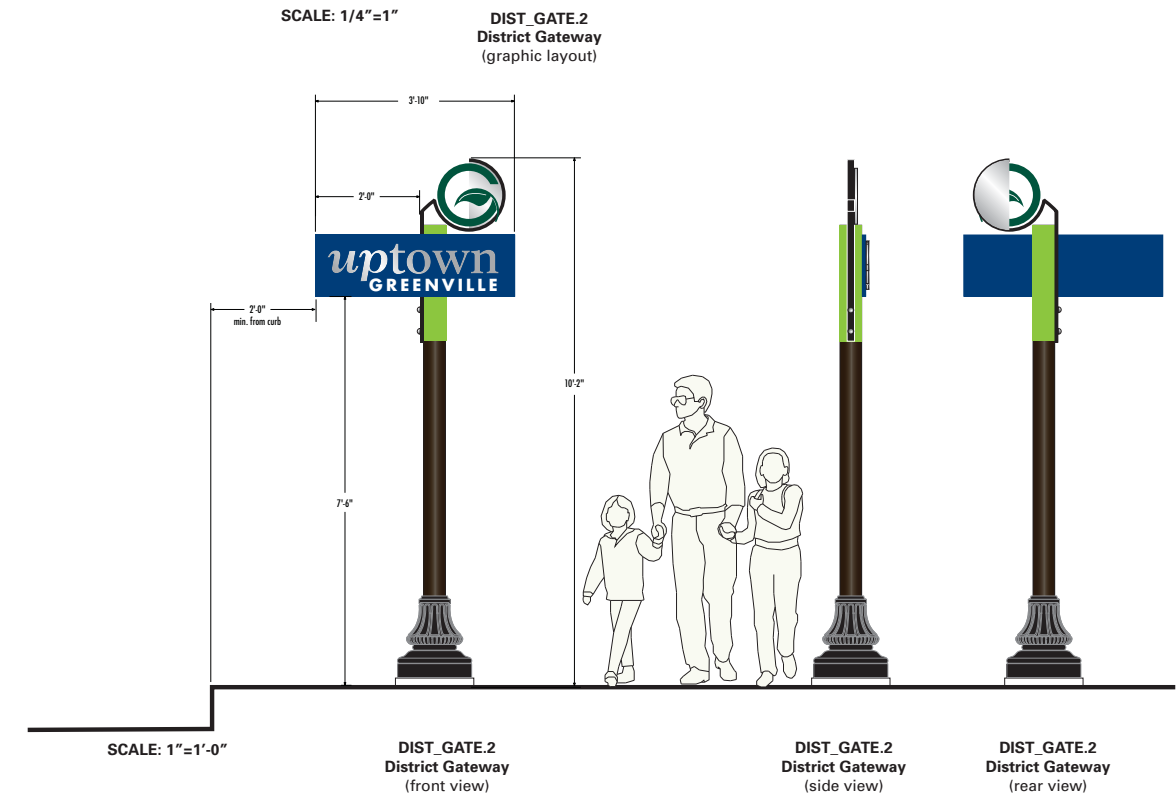 SCALE: 1/4”=1”
DIST_GATE.2
District Gateway
(graphic layout)
3'-10"
2'-0"
uptown
GREENVILLE
2'-0"
min. from curb
10'-2"
7'-6"
SCALE: 1”=1’-0”
DIST_GATE.2
District Gateway
(front view)
DIST_GATE.2
District Gateway
(side view)
DIST_GATE.2
District Gateway
(rear view)